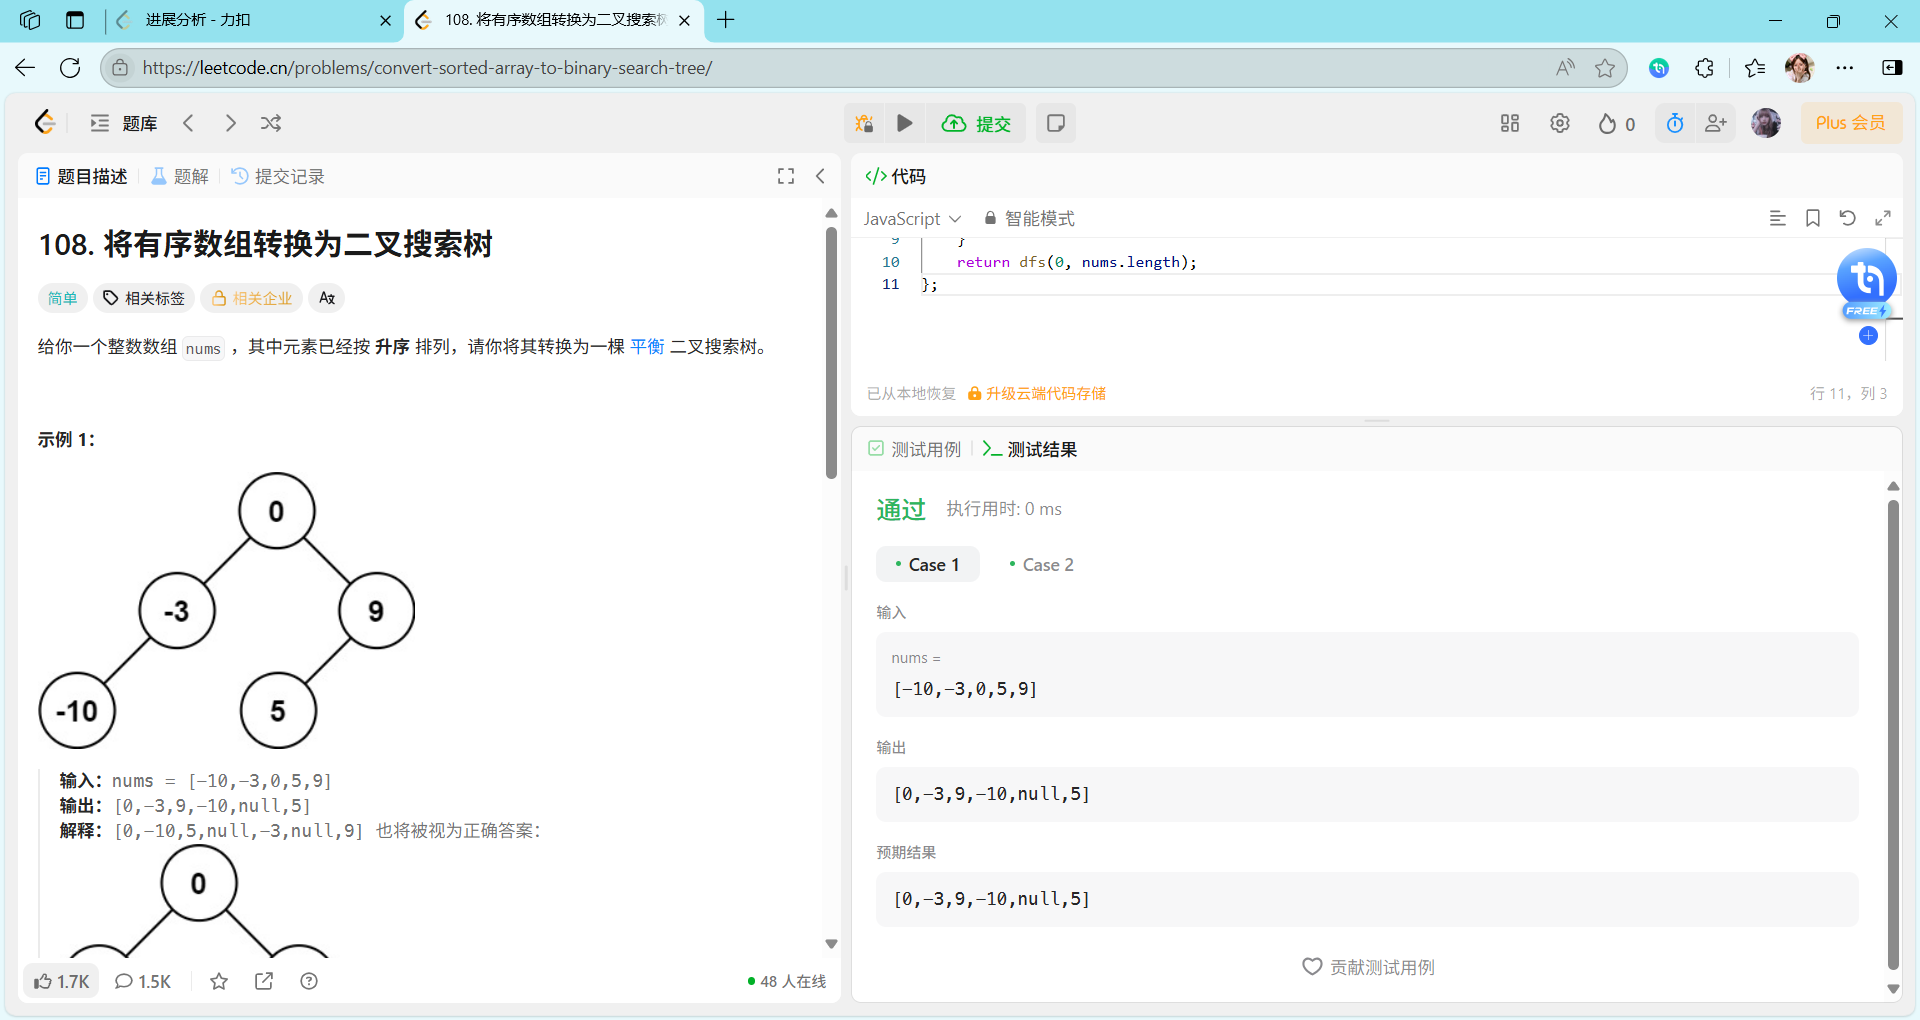 进展分析 - 力扣
108. 将有序数组转换为二叉搜索树
https://leetcode.cn/problems/convert-sorted-array-to-binary-search-tree/
题库
提交
0
Plus 会员
题目描述
题解
提交记录
108. 将有序数组转换为二叉搜索树
简单
相关标签
相关企业
给你一个整数数组 nums ，其中元素已经按 升序 排列，请你将其转换为一棵 平衡 二叉搜索树。
示例 1：
0
-3
9
-10
5
输入：nums = [-10,-3,0,5,9]
输出：[0,-3,9,-10,null,5]
解释：[0,-10,5,null,-3,null,9] 也将被视为正确答案：
0
1.7K
1.5K
48 人在线
代码
JavaScript
智能模式
9 }
10 return dfs(0, nums.length);
11 };
FREE
已从本地恢复
升级云端代码存储
行 11，列 3
测试用例
测试结果
通过
执行用时: 0 ms
Case 1
Case 2
输入
nums =
[-10,-3,0,5,9]
输出
[0,-3,9,-10,null,5]
预期结果
[0,-3,9,-10,null,5]
贡献测试用例